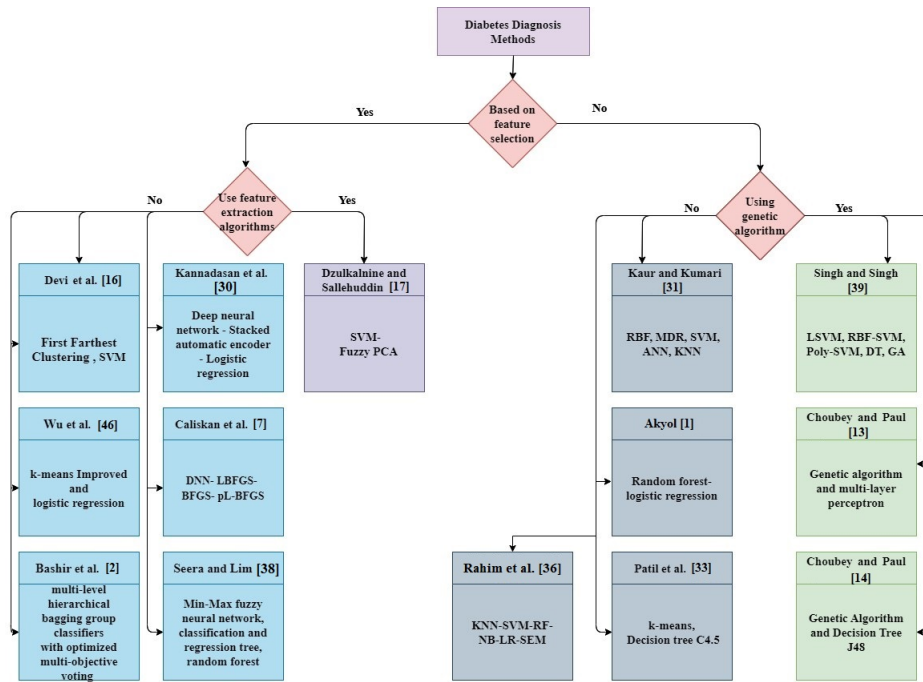 Diabetes Diagnosis
Methods
Yes
No
Based on
feature
selection
No
Use feature
extraction
algorithms
Yes
No
Using
genetic
algorithm
Yes
Devi et al. [16]
First Farthest
Clustering , SVM
Kannadasan et al.
[30]
Deep neural
network - Stacked
automatic encoder
- Logistic
regression
Dzulkalnine and
Sallehuddin [17]
SVM-
Fuzzy PCA
Kaur and Kumari
[31]
RBF, MDR, SVM,
ANN, KNN
Singh and Singh
[39]
LSVM, RBF-SVM,
Poly-SVM, DT, GA
Wu et al. [46]
k-means Improved
and
logistic regression
Caliskan et al. [7]
DNN- LBFGS-
BFGS- pL-BFGS
Akyol [1]
Random forest-
logistic regression
Choubey and Paul
[13]
Genetic algorithm
and multi-layer
perceptron
Bashir et al. [2]
multi-level
hierarchical
bagging group
classifiers
with optimized
multi-objective
voting
Seera and Lim [38]
Min-Max fuzzy
neural network,
classification and
regression tree,
random forest
Rahim et al. [36]
KNN-SVM-RF-
NB-LR-SEM
Patil et al. [33]
k-means,
Decision tree C4.5
Choubey and Paul
[14]
Genetic Algorithm
and Decision Tree
J48